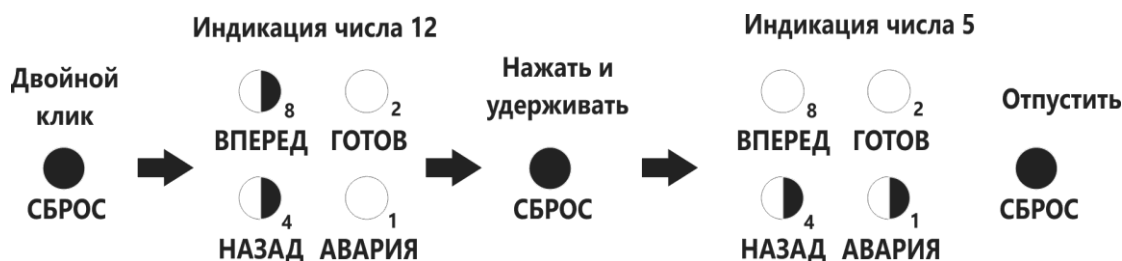 Индикация числа 12
Индикация числа 5
Двойной
клик
Нажать и
удерживать
Отпустить
8
2
8
2
ВПЕРЕД ГОТОВ
ВПЕРЕД ГОТОВ
СБРОС
4
1
СБРОС
4
1
СБРОС
НАЗАД АВАРИЯ
НАЗАД АВАРИЯ